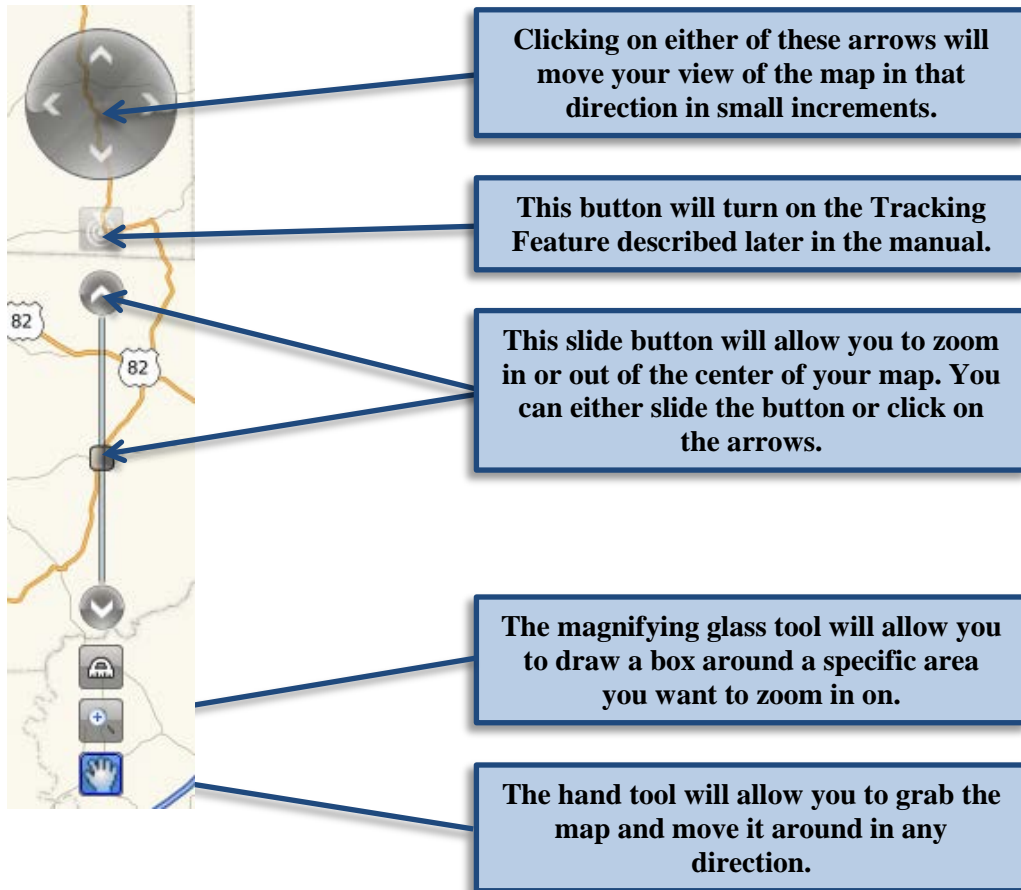 Clicking on either of these arrows will
move your view of the map in that
direction in small increments.
This button will turn on the Tracking
Feature described later in the manual.
82
82
This slide button will allow you to zoom
in or out of the center of your map. You
can either slide the button or click on
the arrows.
The magnifying glass tool will allow you
to draw a box around a specific area
you want to zoom in on.
The hand tool will allow you to grab the
map and move it around in any
direction.